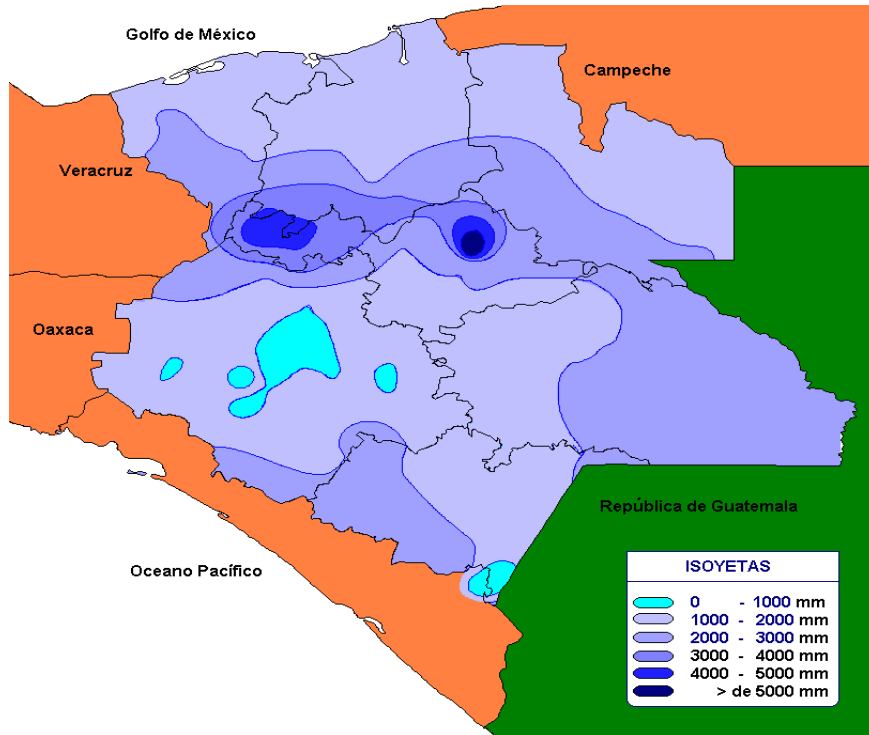 Golfo de México
Campeche
Veracruz
Oaxaca
República de Guatemala
Oceano Pacífico
ISOYETAS
0 - 1000 mm
1000 - 2000 mm
2000 - 3000 mm
3000 - 4000 mm
4000 - 5000 mm
> de 5000 mm